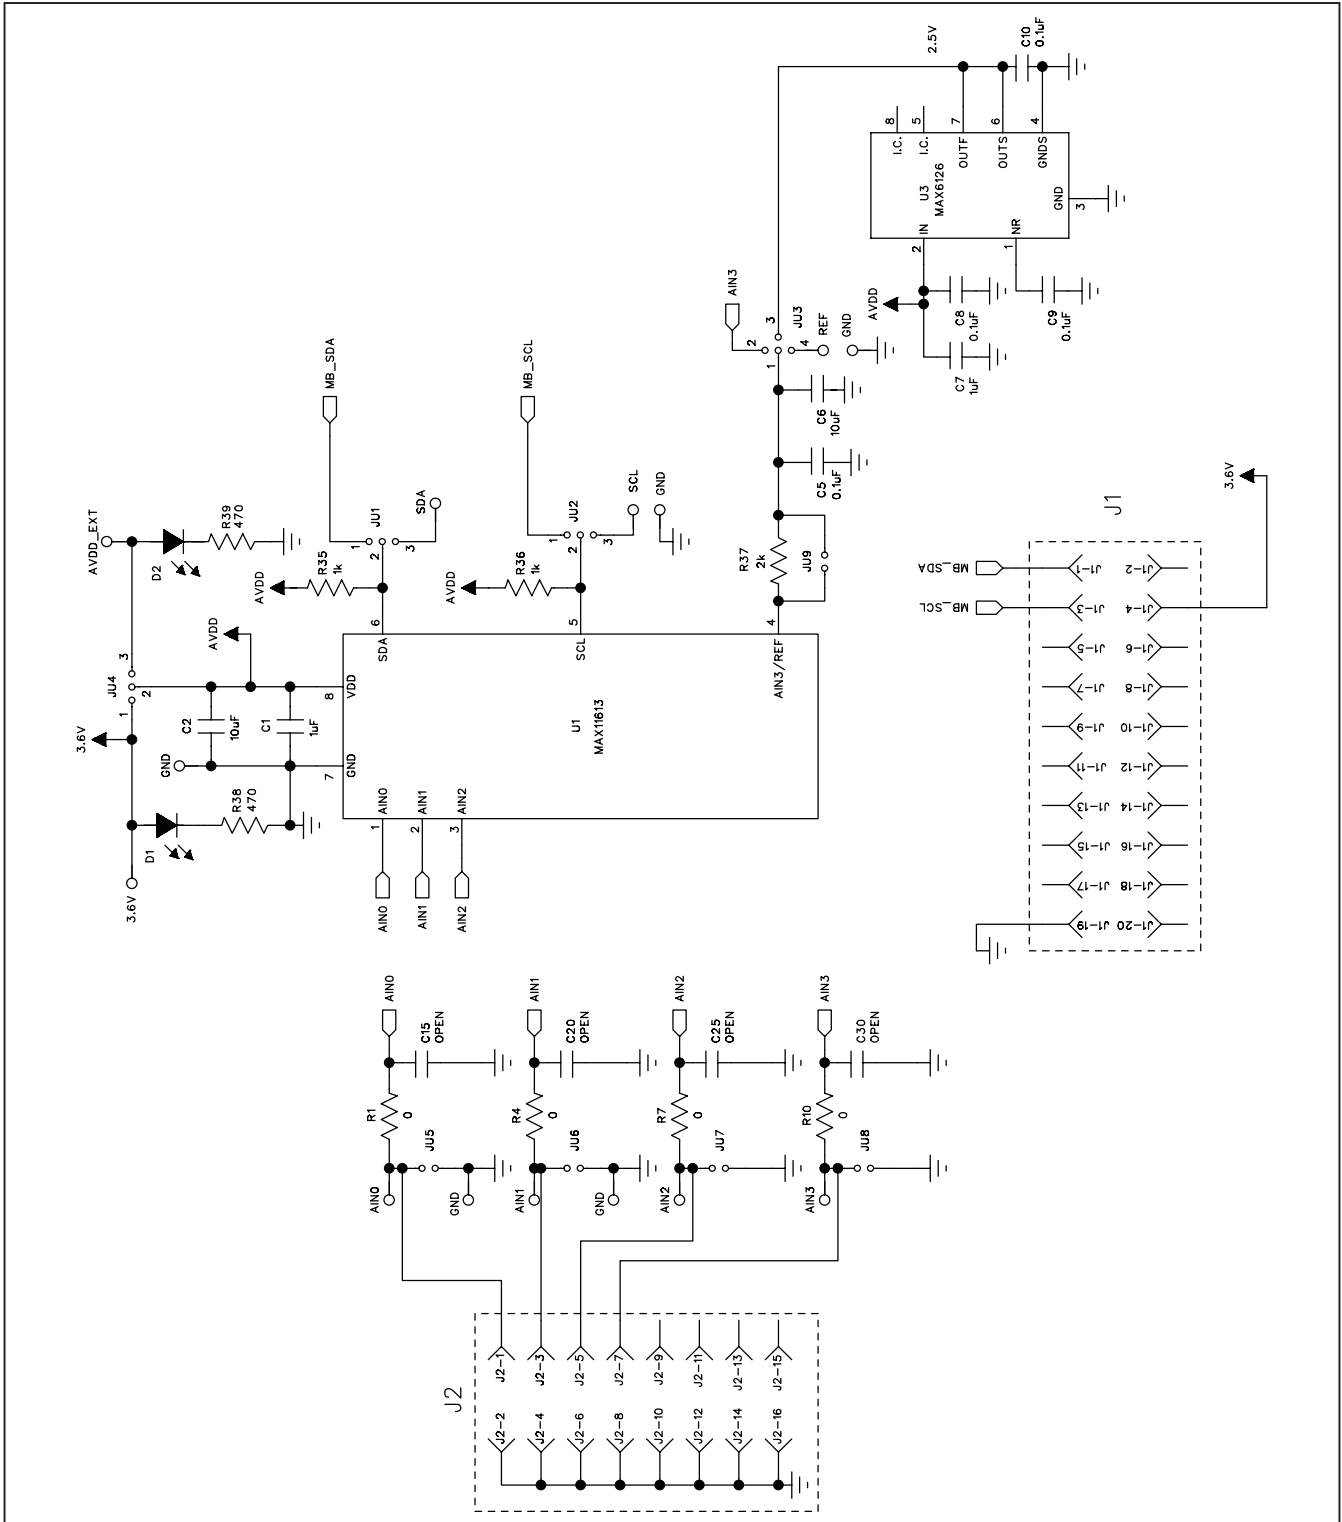 2.5V
C10
0.1uF
8
I.C.
5
I.C.
7
OUTF
6
OUTS
4
GNDS
U3
MAX6126
GND
3
IN
2
NR
1
AVDD
C8
0.1uF
C9
0.1uF
C7
1uF
AIN3
2
3
JU3
4
1
REF
GND
C6
10uF
C5
0.1uF
R37
2k
JU9
4
AIN3/REF
MB_SDA
1
JU1
2
3
SDA
AVDD
R35
1k
6
SDA
MB_SCL
1
JU2
2
3
SCL
GND
AVDD
R36
1k
5
SCL
AVDD_EXT
D2
R39
470
3
JU4
2
1
AVDD
3.6V
C2
10uF
C1
1uF
8
VDD
GND
7
GND
U1
MAX11613
R38
470
D1
3.6V
1
AIN0
2
AIN1
3
AIN2
AIN0
AIN1
AIN2
3.6V
J1
MB_SDA
MB_SCL
J1-1
J1-2
J1-3
J1-4
J1-5
J1-6
J1-7
J1-8
J1-9
J1-10
J1-11
J1-12
J1-13
J1-14
J1-15
J1-16
J1-17
J1-18
J1-19
J1-20
AIN0
C15
OPEN
R1
0
JU5
AIN0
GND
AIN1
C20
OPEN
R4
0
JU6
AIN1
GND
AIN2
C25
OPEN
R7
0
JU7
AIN2
AIN3
C30
OPEN
R10
0
JU8
AIN3
J2
J2-1
J2-2
J2-3
J2-4
J2-5
J2-6
J2-7
J2-8
J2-9
J2-10
J2-11
J2-12
J2-13
J2-14
J2-15
J2-16